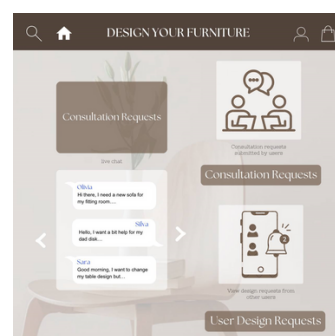 DESIGN YOUR FURNITURE
Consultation Requests
live chat
Olivia
Hi there, I need a new sofa for
my fitting room....
Silva
Hello, I want a bit help for my
dad disk...
Sara
Good morning, I want to change
my table design but...
Consultation requests
submitted by users
Consultation Requests
View design requests from
other users
User Design Requests